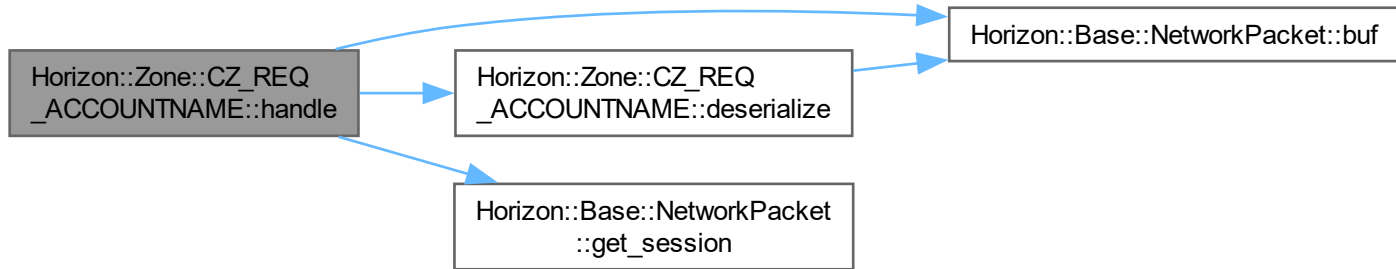 Horizon::Zone::CZ_REQ
_ACCOUNTNAME::handle
Horizon::Zone::CZ_REQ
_ACCOUNTNAME::deserialize
Horizon::Base::NetworkPacket::buf
Horizon::Base::NetworkPacket
::get_session